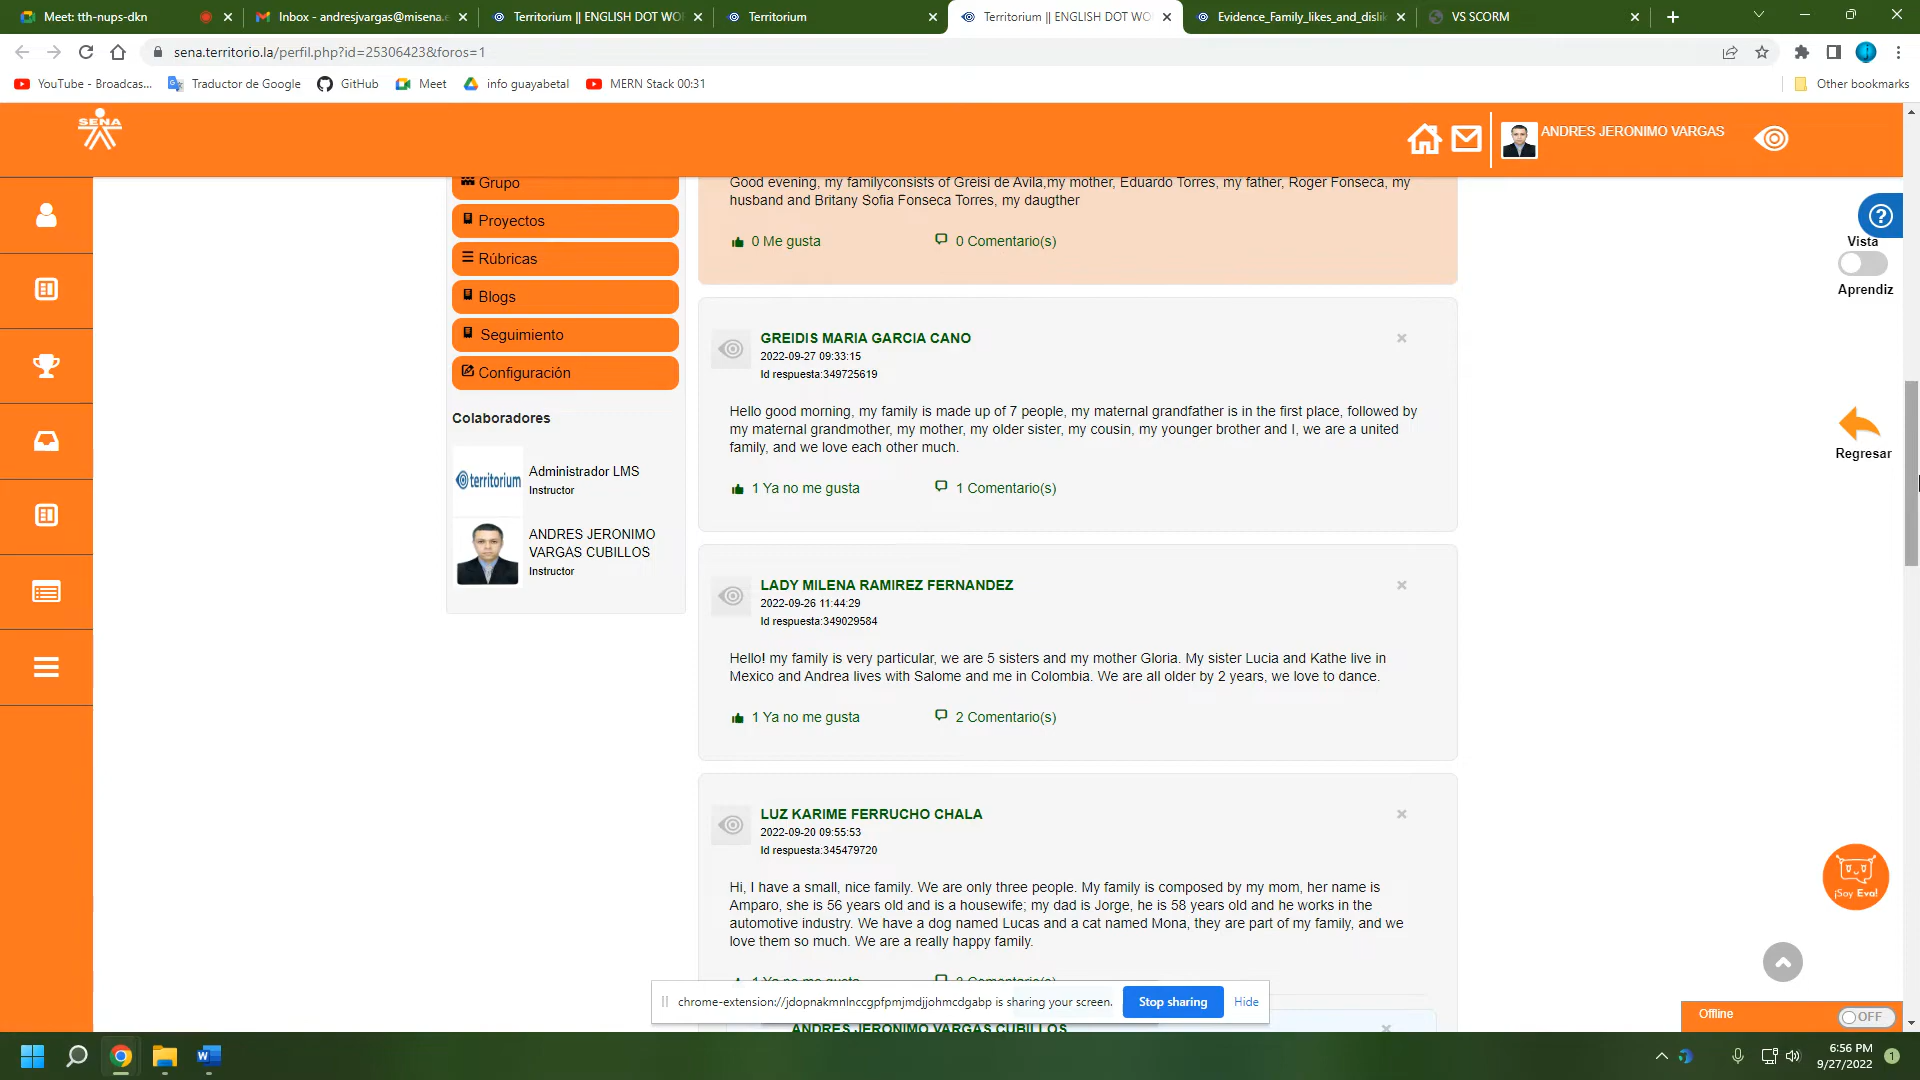 Meet: tth-nups-dkn
Inbox - andresjvargas@misena.e
Territorium || ENGLISH DOT WO
Territorium
Territorium || ENGLISH DOT WO
Evidence_Family_likes_and_dislik
VS SCORM
sena.territorio.la/perfil.php?id=25306423&foros=1
YouTube - Broadcas...
Traductor de Google
GitHub
Meet
info guayabetal
MERN Stack 00:31
Other bookmarks
SENA
ANDRES JERONIMO VARGAS
Grupo
Proyectos
Rúbricas
Blogs
Seguimiento
Configuración
Colaboradores
territorium
Administrador LMS
Instructor
ANDRES JERONIMO
VARGAS CUBILLOS
Instructor
Good evening, my familyconsists of Greisi de Avila,my mother, Eduardo Torres, my father, Roger Fonseca, my
husband and Britany Sofia Fonseca Torres, my daugther
0 Me gusta
0 Comentario(s)
GREIDIS MARIA GARCIA CANO
2022-09-27 09:33:15
Id respuesta:349725619
Hello good morning, my family is made up of 7 people, my maternal grandfather is in the first place, followed by
my maternal grandmother, my mother, my older sister, my cousin, my younger brother and I, we are a united
family, and we love each other much.
1 Ya no me gusta
1 Comentario(s)
LADY MILENA RAMIREZ FERNANDEZ
2022-09-26 11:44:29
Id respuesta:349029584
Hello! my family is very particular, we are 5 sisters and my mother Gloria. My sister Lucia and Kathe live in
Mexico and Andrea lives with Salome and me in Colombia. We are all older by 2 years, we love to dance.
1 Ya no me gusta
2 Comentario(s)
LUZ KARIME FERRUCHO CHALA
2022-09-20 09:55:53
Id respuesta:345479720
Hi, I have a small, nice family. We are only three people. My family is composed by my mom, her name is
Amparo, she is 56 years old and is a housewife; my dad is Jorge, he is 58 years old and he works in the
automotive industry. We have a dog named Lucas and a cat named Mona, they are part of my family, and we
love them so much. We are a really happy family.
1 Ya no me gusta
Comentario(s)
ANDRES JERONIMO VARGAS CUBILLOS
chrome-extension://jdopnakmnlnccgpfpmjmdjjohmcdgabp is sharing your screen.
Stop sharing
Hide
Vista
Aprendiz
Regresar
¡Soy Eva!
Offline
OFF
6:56 PM
9/27/2022
1